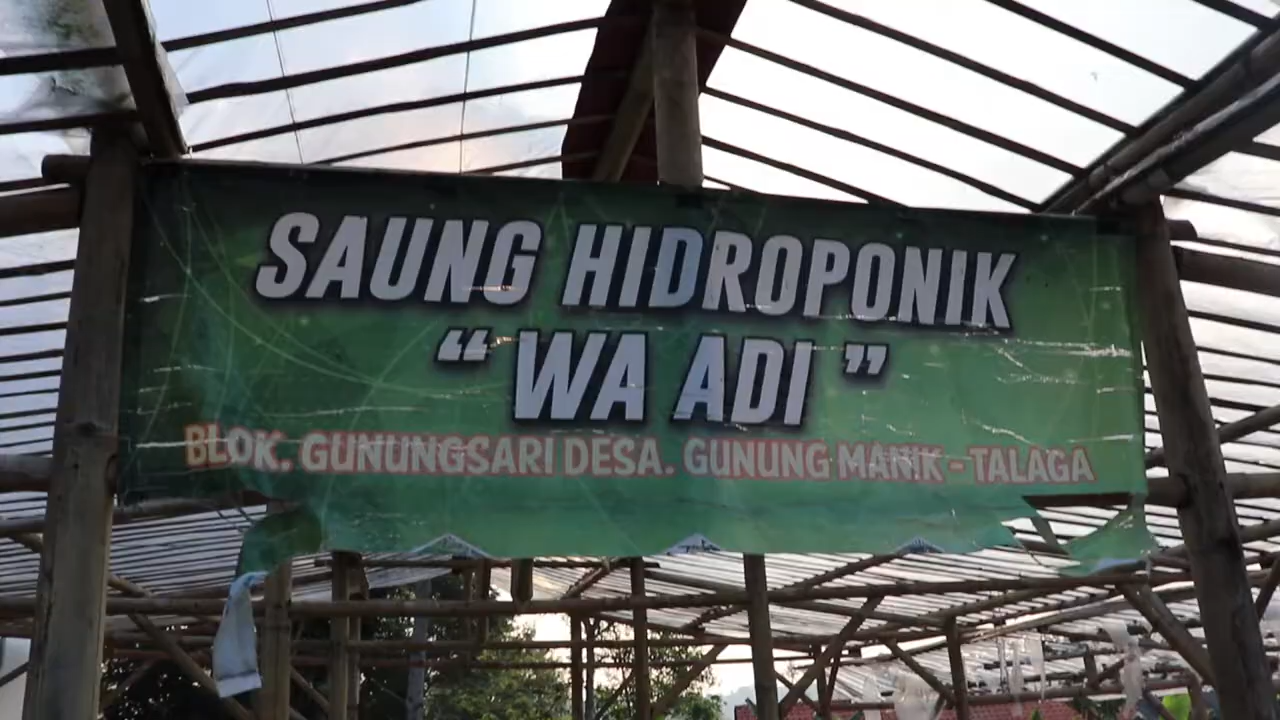 SAUNG HIDROPONIK
“ WA ADI ”
BLOK. GUNUNGSARI DESA. GUNUNG MANIK - TALAGA